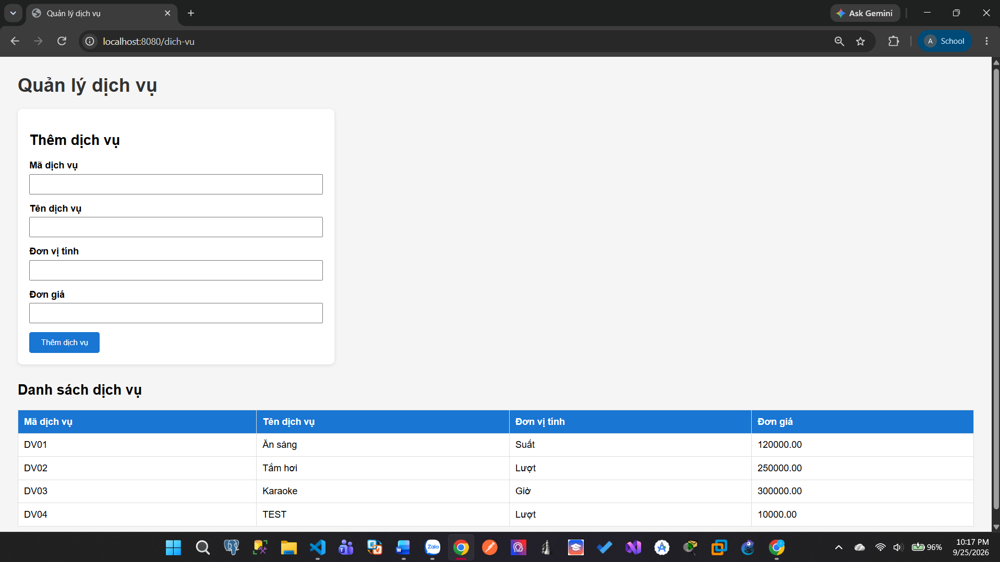 Quản lý dịch vụ
Ask Gemini
localhost:8080/dich-vu
A School
Quản lý dịch vụ
Thêm dịch vụ
Mã dịch vụ
Tên dịch vụ
Đơn vị tính
Đơn giá
Thêm dịch vụ
Danh sách dịch vụ
Mã dịch vụ Tên dịch vụ Đơn vị tính Đơn giá
DV01 Ăn sáng Suất 120000.00
DV02 Tắm hơi Lượt 250000.00
DV03 Karaoke Giờ 300000.00
DV04 TEST Lượt 10000.00
Zalo
96%
10:17 PM
9/25/2026